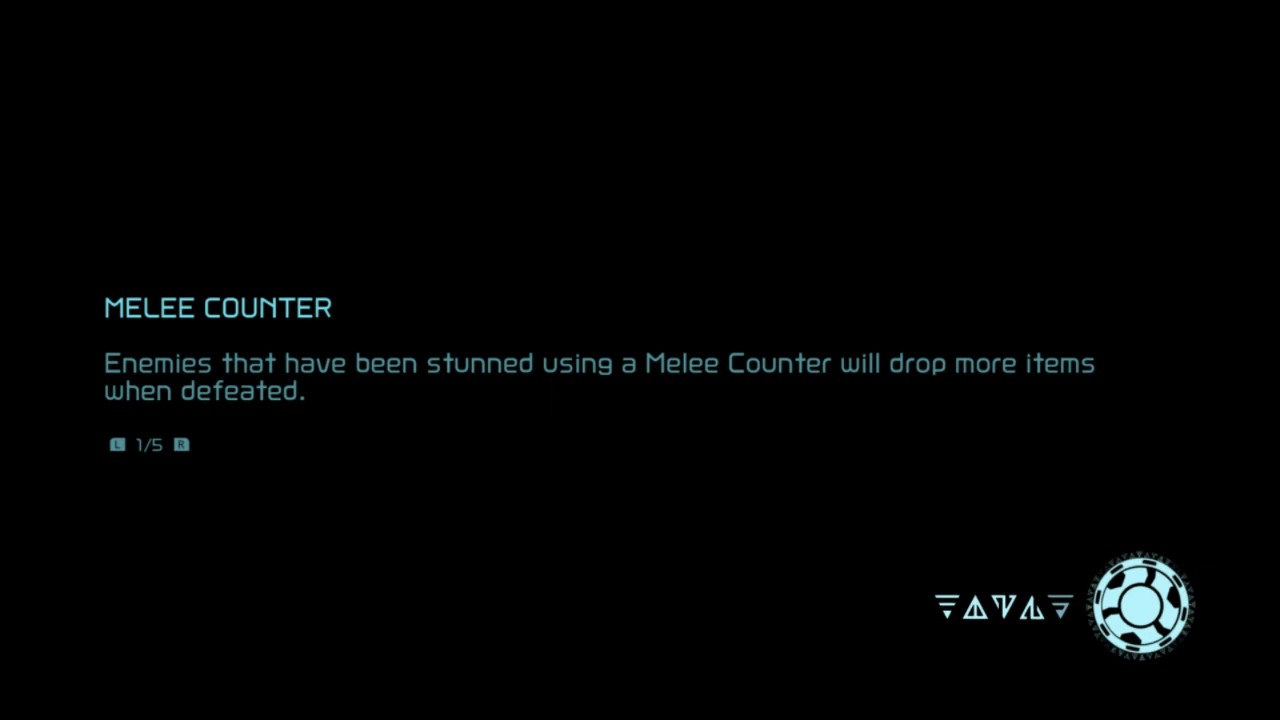 MELEE COUNTER
Enemies that have been stunned using a Melee Counter will drop more items
when defeated.
L 1/5 R